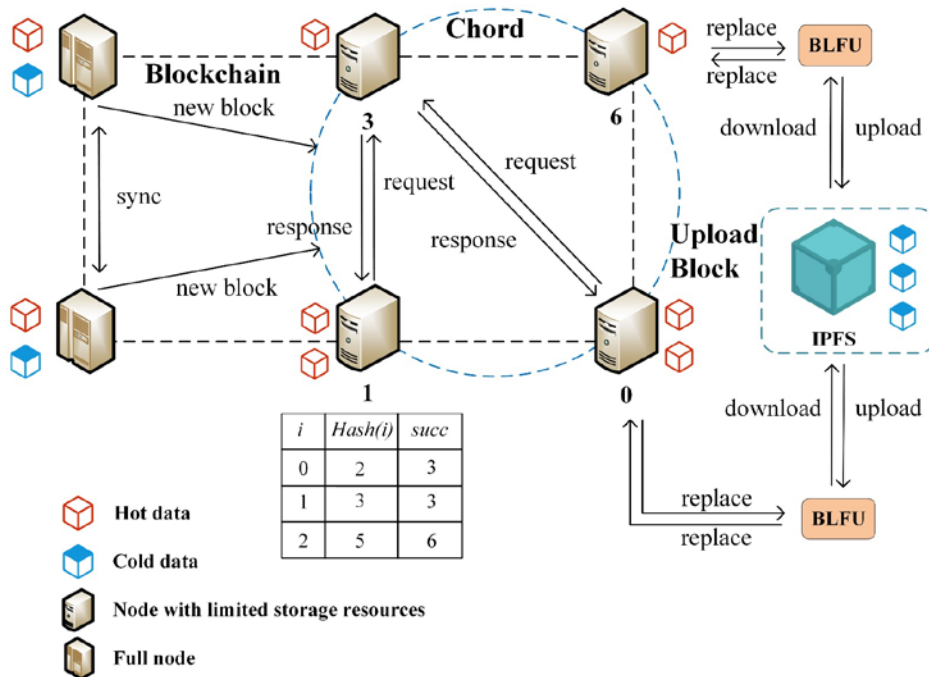 Blockchain
Chord
replace
replace
BLFU
new block
3
6
download
upload
sync
request
request
response
response
new block
Upload
Block
IPFS
1
0
download
upload
i Hash(i) succ
0 2 3
1 3 3
2 5 6
replace
replace
BLFU
Hot data
Cold data
Node with limited storage resources
Full node